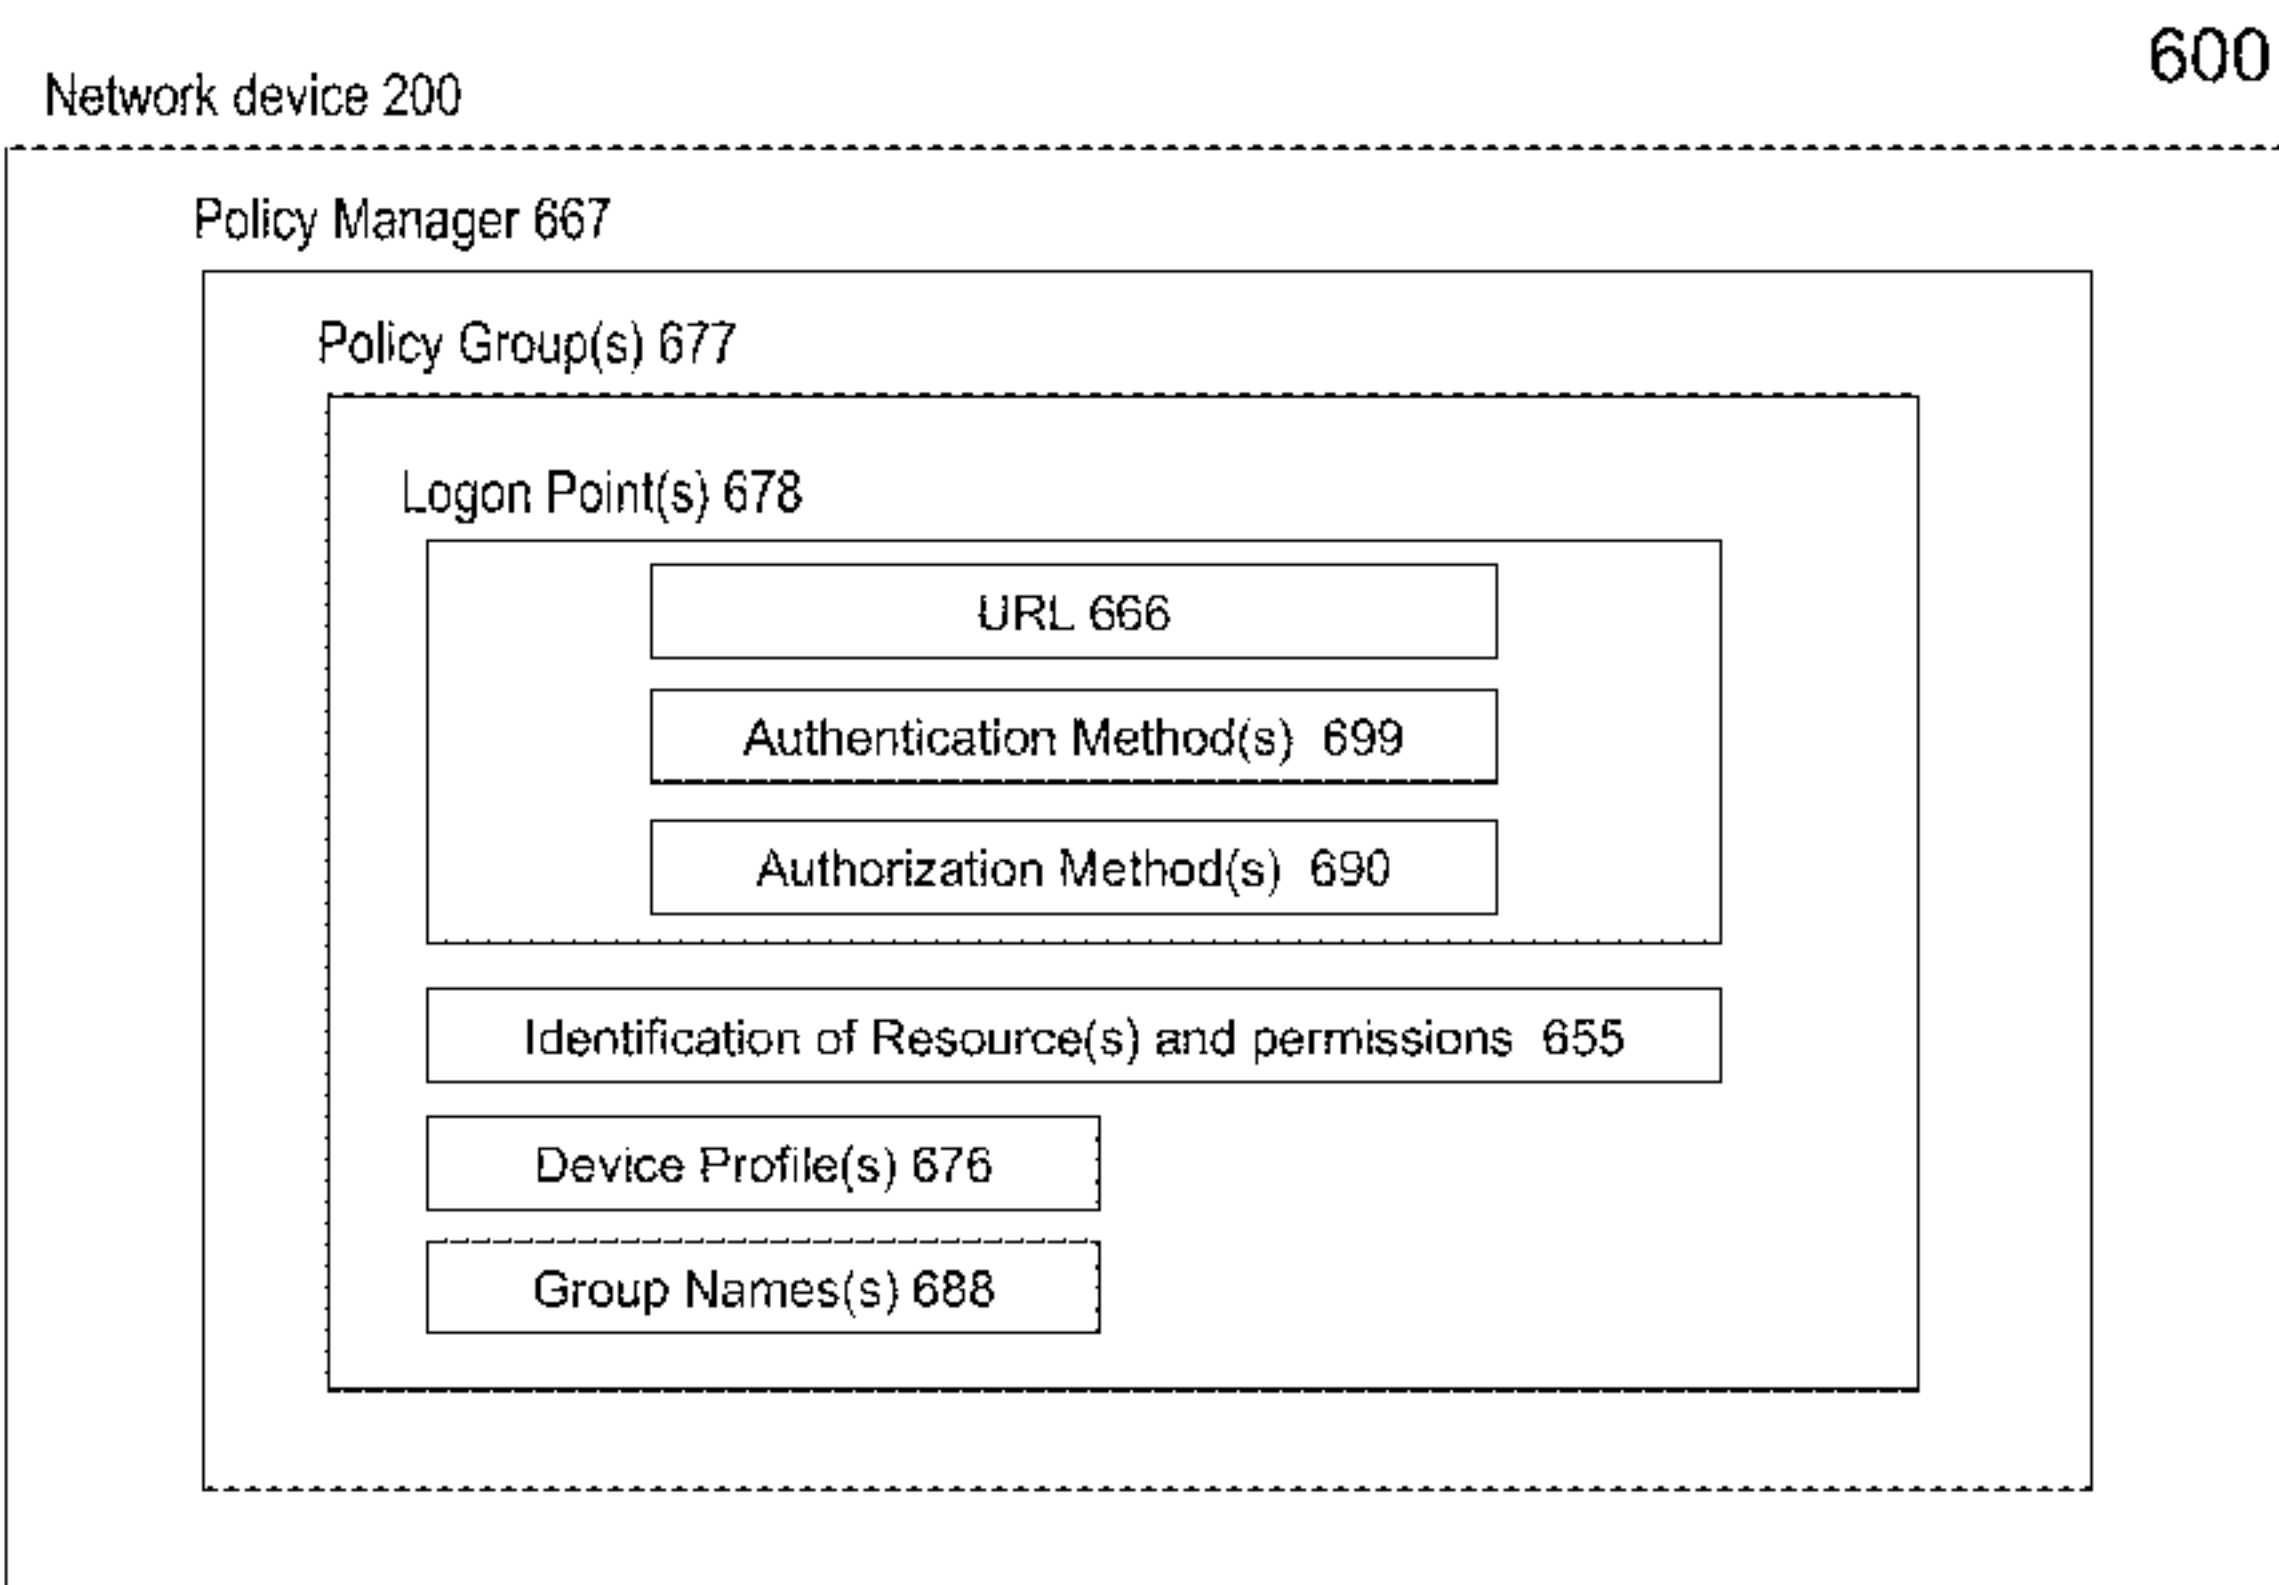 600
Network device 200
Policy Manager 667
Policy Group(s) 677
Logon Point(s) 678
URL 666
Authentication Method(s) 699
Authorization Method(s) 690
Identification of Resource(s) and permissions 655
Device Profile(s) 676
Group Names(s) 688